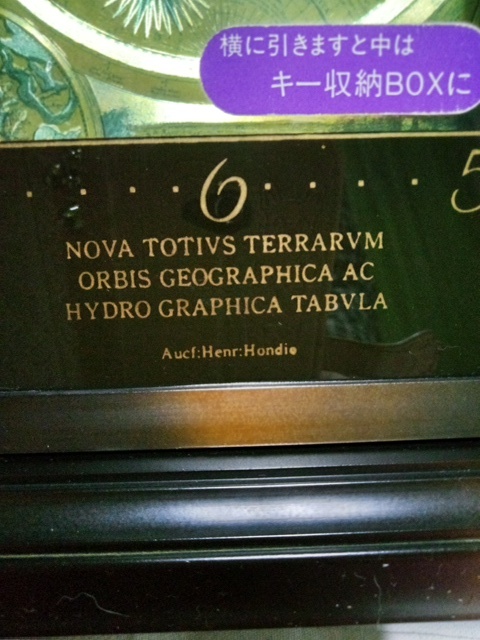 横に引きますと中は
キー収納BOXに
6 5
NOVA TOTIVS TERRARVM
ORBIS GEOGRAPHICA AC
HYDRO GRAPHICA TABVLA
Aucf:Henr:Hondio